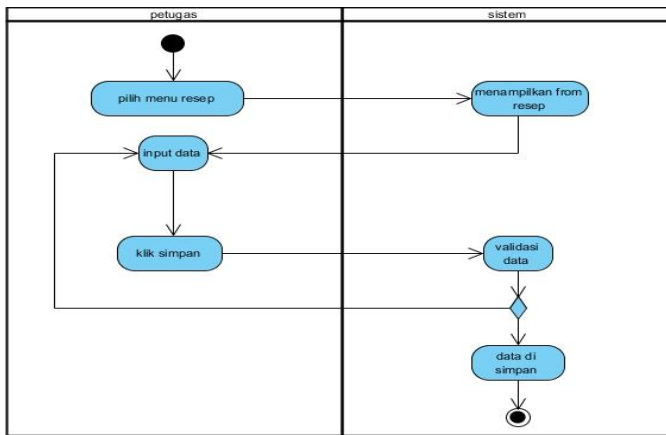 petugas
sistem
pilih menu resep
menampilkan from
resep
input data
klik simpan
validasi
data
data di
simpan